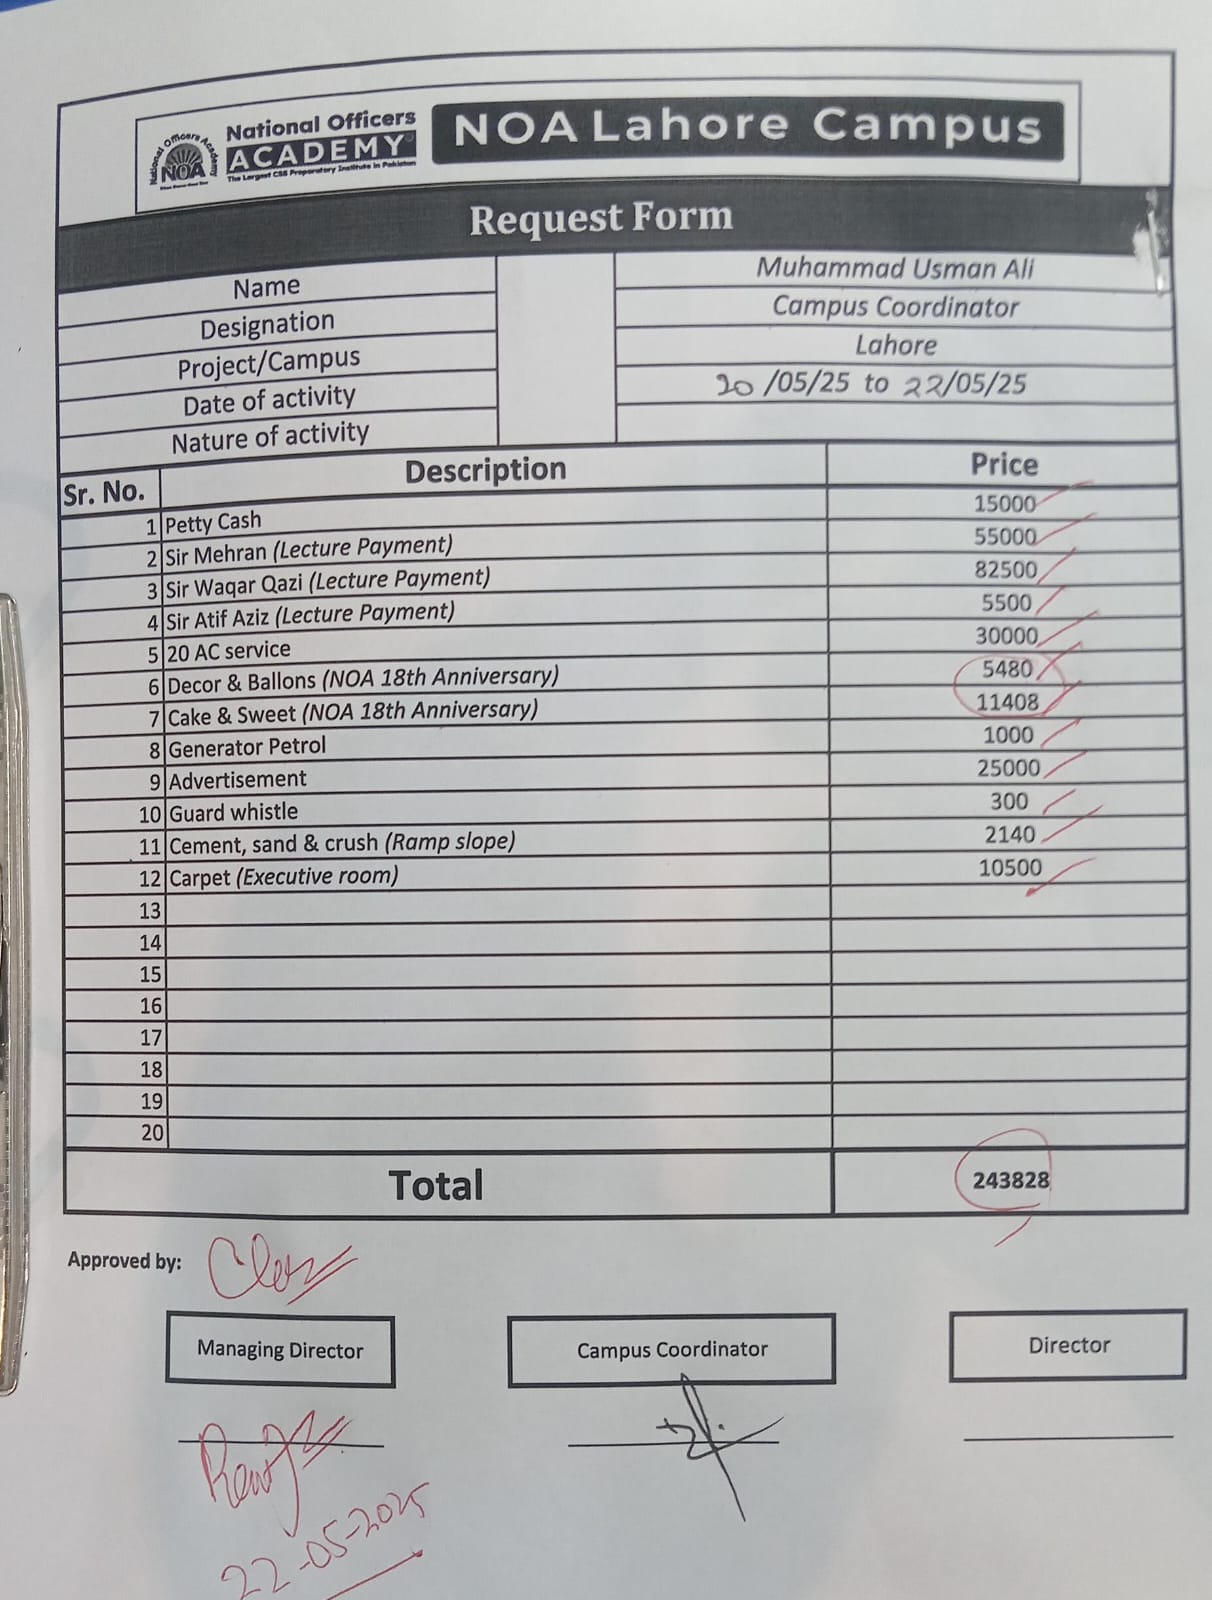 National Officers Academy
NOA
National Officers
ACADEMY
The Largest CSS Preparatory Institute in Pakistan
NOA Lahore Campus
Request Form
Name Muhammad Usman Ali
Designation Campus Coordinator
Project/Campus Lahore
Date of activity 20/05/25 to 22/05/25
Nature of activity
Sr. No. Description Price
1 Petty Cash 15000
2 Sir Mehran (Lecture Payment) 55000
3 Sir Waqar Qazi (Lecture Payment) 82500
4 Sir Atif Aziz (Lecture Payment) 5500
5 20 AC service 30000
6 Decor & Ballons (NOA 18th Anniversary) 5480
7 Cake & Sweet (NOA 18th Anniversary) 11408
8 Generator Petrol 1000
9 Advertisement 25000
10 Guard whistle 300
11 Cement, sand & crush (Ramp slope) 2140
12 Carpet (Executive room) 10500
13
14
15
16
17
18
19
20
Total 243828
Approved by:
Managing Director Campus Coordinator Director
22-05-2025